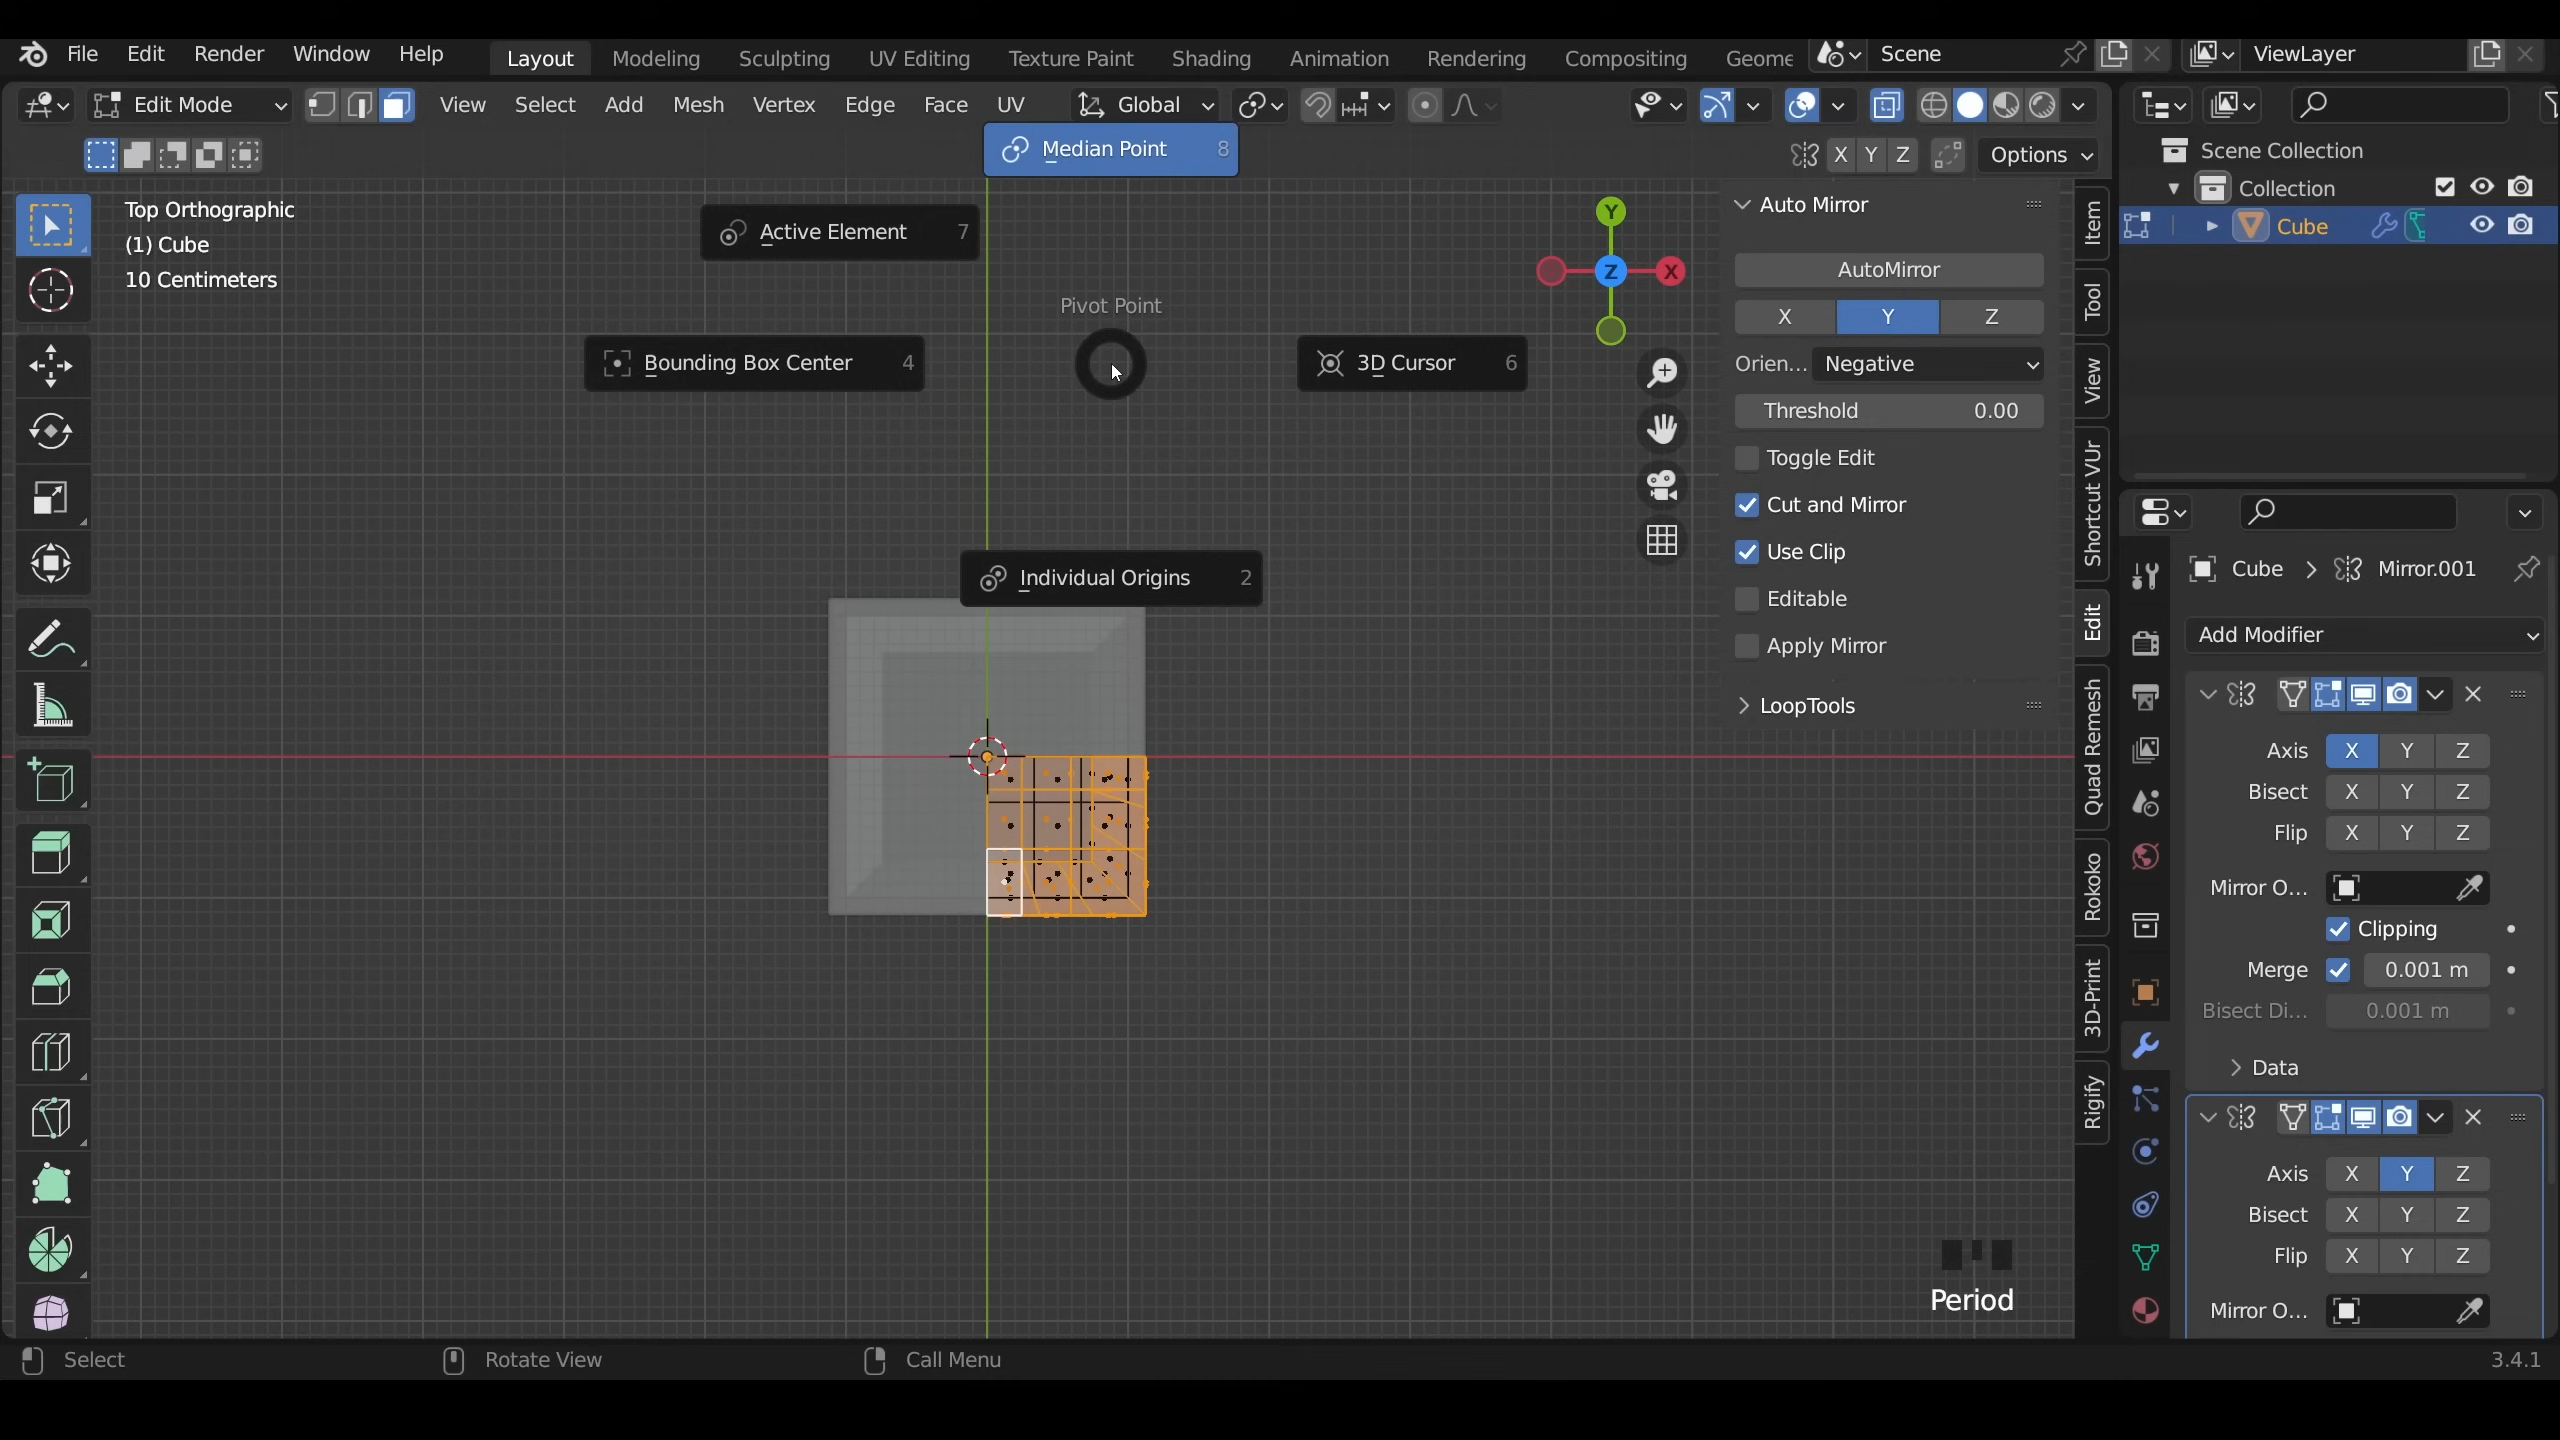 File Edit Render Window Help
Layout Modeling Sculpting UV Editing Texture Paint Shading Animation Rendering Compositing Geome
Scene
ViewLayer
Edit Mode
View Select Add Mesh Vertex Edge Face UV
Global
X Y Z
Options
Top Orthographic
(1) Cube
10 Centimeters
Median Point 8
Active Element 7
Pivot Point
Bounding Box Center 4
3D Cursor 6
Individual Origins 2
Y
Z
X
Auto Mirror
AutoMirror
X Y Z
Orien... Negative
Threshold 0.00
Toggle Edit
Cut and Mirror
Use Clip
Editable
Apply Mirror
LoopTools
Item
Tool
View
Shortcut VUr
Edit
Quad Remesh
Rokoko
3D-Print
Rigify
Scene Collection
Collection
Cube
Cube Mirror.001
Add Modifier
Axis X Y Z
Bisect X Y Z
Flip X Y Z
Mirror O...
Clipping
Merge 0.001 m
Bisect Di... 0.001 m
Data
Axis X Y Z
Bisect X Y Z
Flip X Y Z
Mirror O...
Period
Select
Rotate View
Call Menu
3.4.1